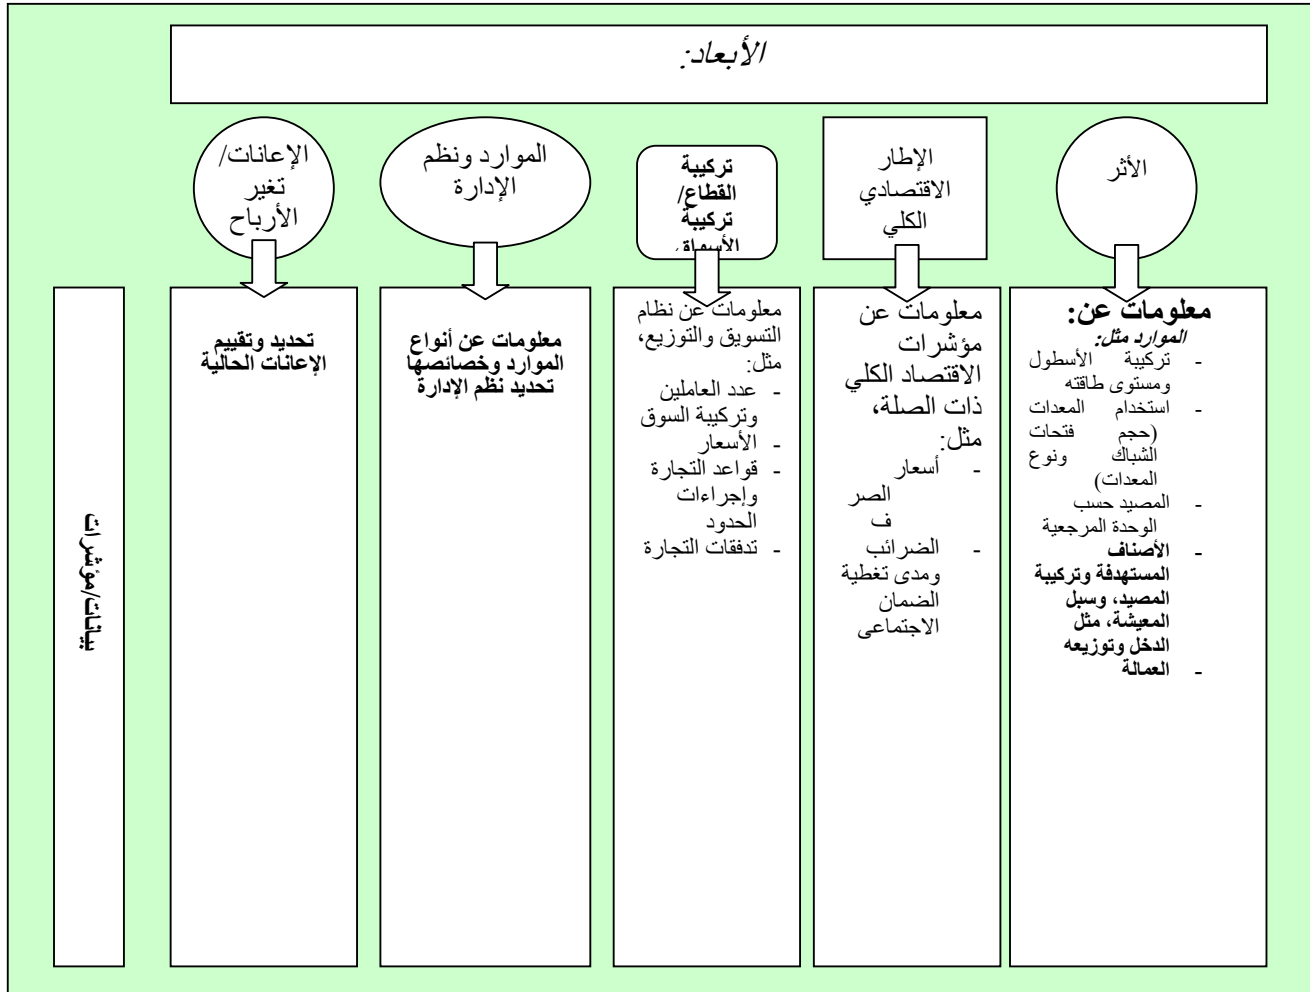 الأبعاد:
الأثر
الإطار
الاقتصادي
الكلي
تركيبة
القطاع/
تركيبة
الأسواق
الموارد ونظم
الإدارة
الإعانات/
تغير
الأرباح
معلومات عن:
الموارد مثل:
- تركيبة الأسطول
ومستوى طاقته
- استخدام المعدات
(حجم فتحات
الشباك ونوع
المعدات)
- المصيد حسب
الوحدة المرجعية
- الأصناف
المستهدفة وتركيبة
المصيد، وسبل
المعيشة، مثل
الدخل وتوزيعه
- العمالة
معلومات عن
مؤشرات
الاقتصاد الكلي
ذات الصلة،
مثل:
- أسعار
الصر
ف
- الضرائب
ومدى تغطية
الضمان
الاجتماعى
معلومات عن نظام
التسويق والتوزيع،
مثل:
- عدد العاملين
وتركيبة السوق
- الأسعار
- قواعد التجارة
وإجراءات
الحدود
- تدفقات التجارة
معلومات عن أنواع
الموارد وخصائصها
تحديد نظم الإدارة
تحديد وتقييم
الإعانات الحالية
بيانات/مؤشرات